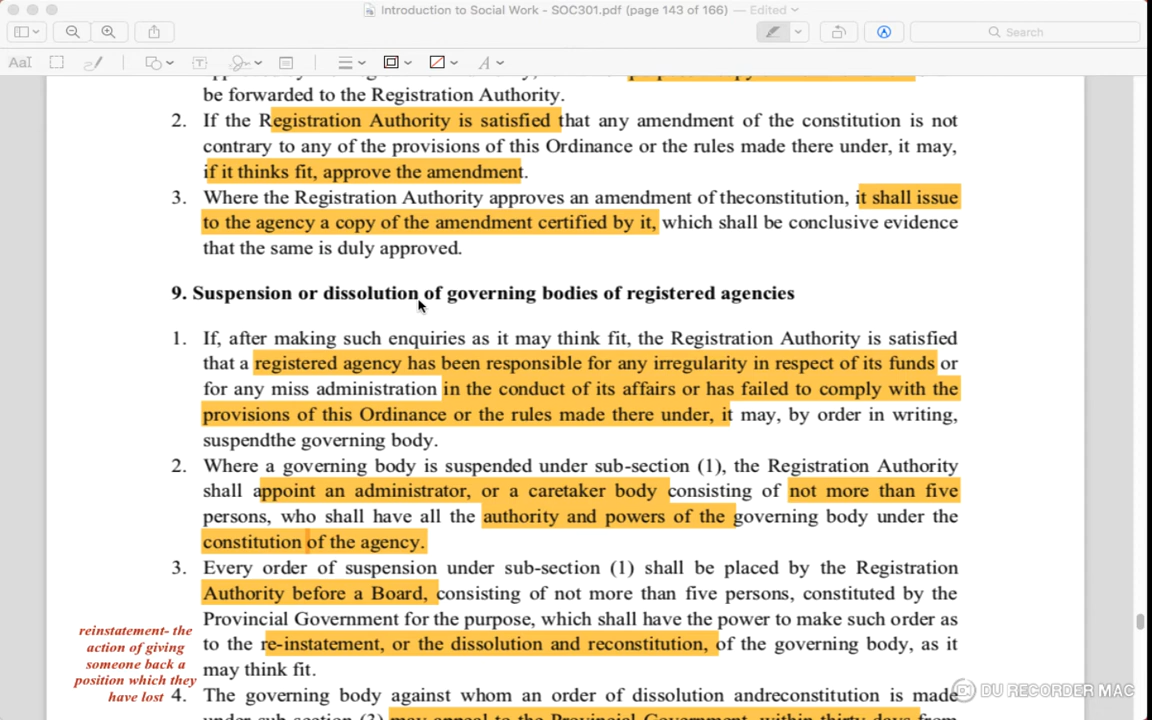 Introduction to Social Work - SOC301.pdf (page 143 of 166) — Edited
Search
AaI
be forwarded to the Registration Authority.
2. If the Registration Authority is satisfied that any amendment of the constitution is not
contrary to any of the provisions of this Ordinance or the rules made there under, it may,
if it thinks fit, approve the amendment.
3. Where the Registration Authority approves an amendment of theconstitution, it shall issue
to the agency a copy of the amendment certified by it, which shall be conclusive evidence
that the same is duly approved.
9. Suspension or dissolution of governing bodies of registered agencies
1. If, after making such enquiries as it may think fit, the Registration Authority is satisfied
that a registered agency has been responsible for any irregularity in respect of its funds or
for any miss administration in the conduct of its affairs or has failed to comply with the
provisions of this Ordinance or the rules made there under, it may, by order in writing,
suspendthe governing body.
2. Where a governing body is suspended under sub-section (1), the Registration Authority
shall appoint an administrator, or a caretaker body consisting of not more than five
persons, who shall have all the authority and powers of the governing body under the
constitution of the agency.
3. Every order of suspension under sub-section (1) shall be placed by the Registration
Authority before a Board, consisting of not more than five persons, constituted by the
Provincial Government for the purpose, which shall have the power to make such order as
to the re-instatement, or the dissolution and reconstitution, of the governing body, as it
may think fit.
reinstatement- the
action of giving
someone back a
position which they
have lost
4. The governing body against whom an order of dissolution andreconstitution is made
under sub-section (3) may appeal to the Provincial Government, within thirty days from
DU RECORDER MAC